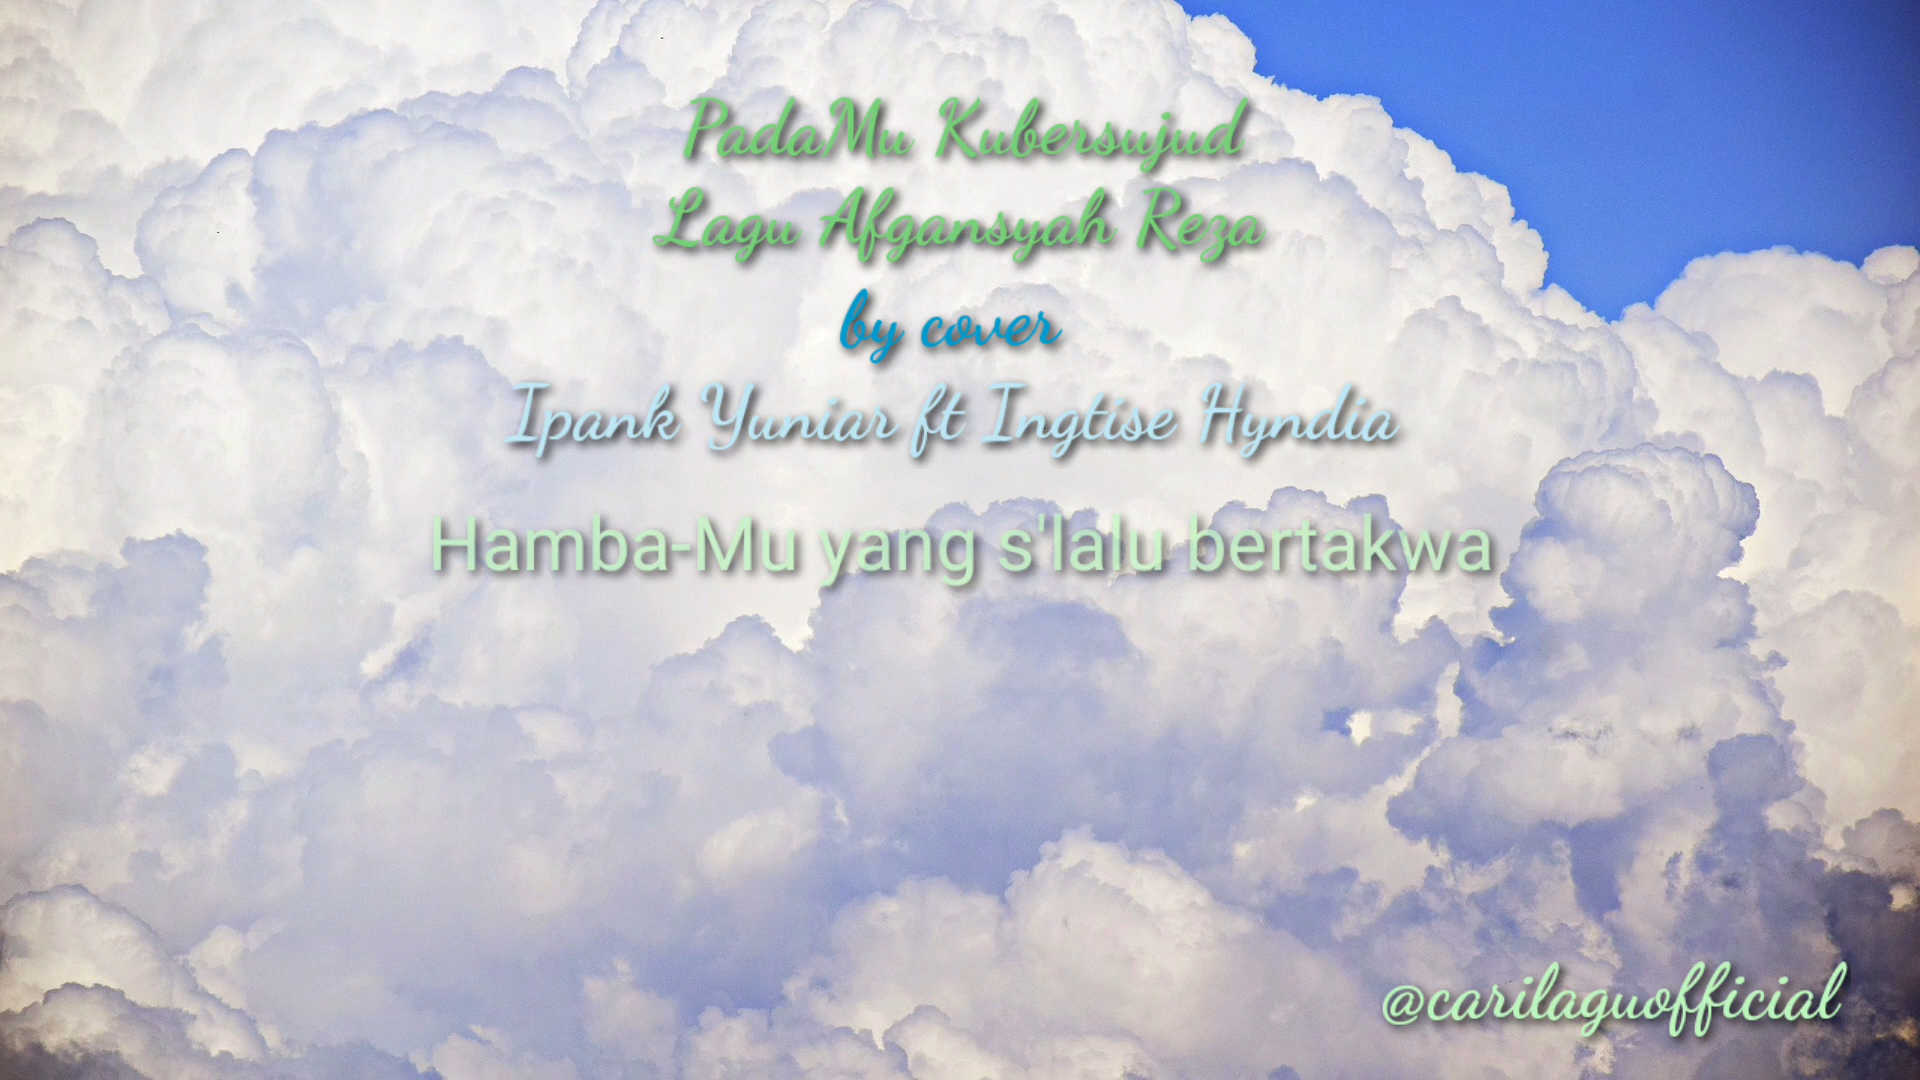 PadaMu Kubersujud
Lagu Afgansyah Reza
by cover
Ipank Yuniar ft Ingtise Hyndia
Hamba-Mu yang s'lalu bertakwa
@carilaguofficial